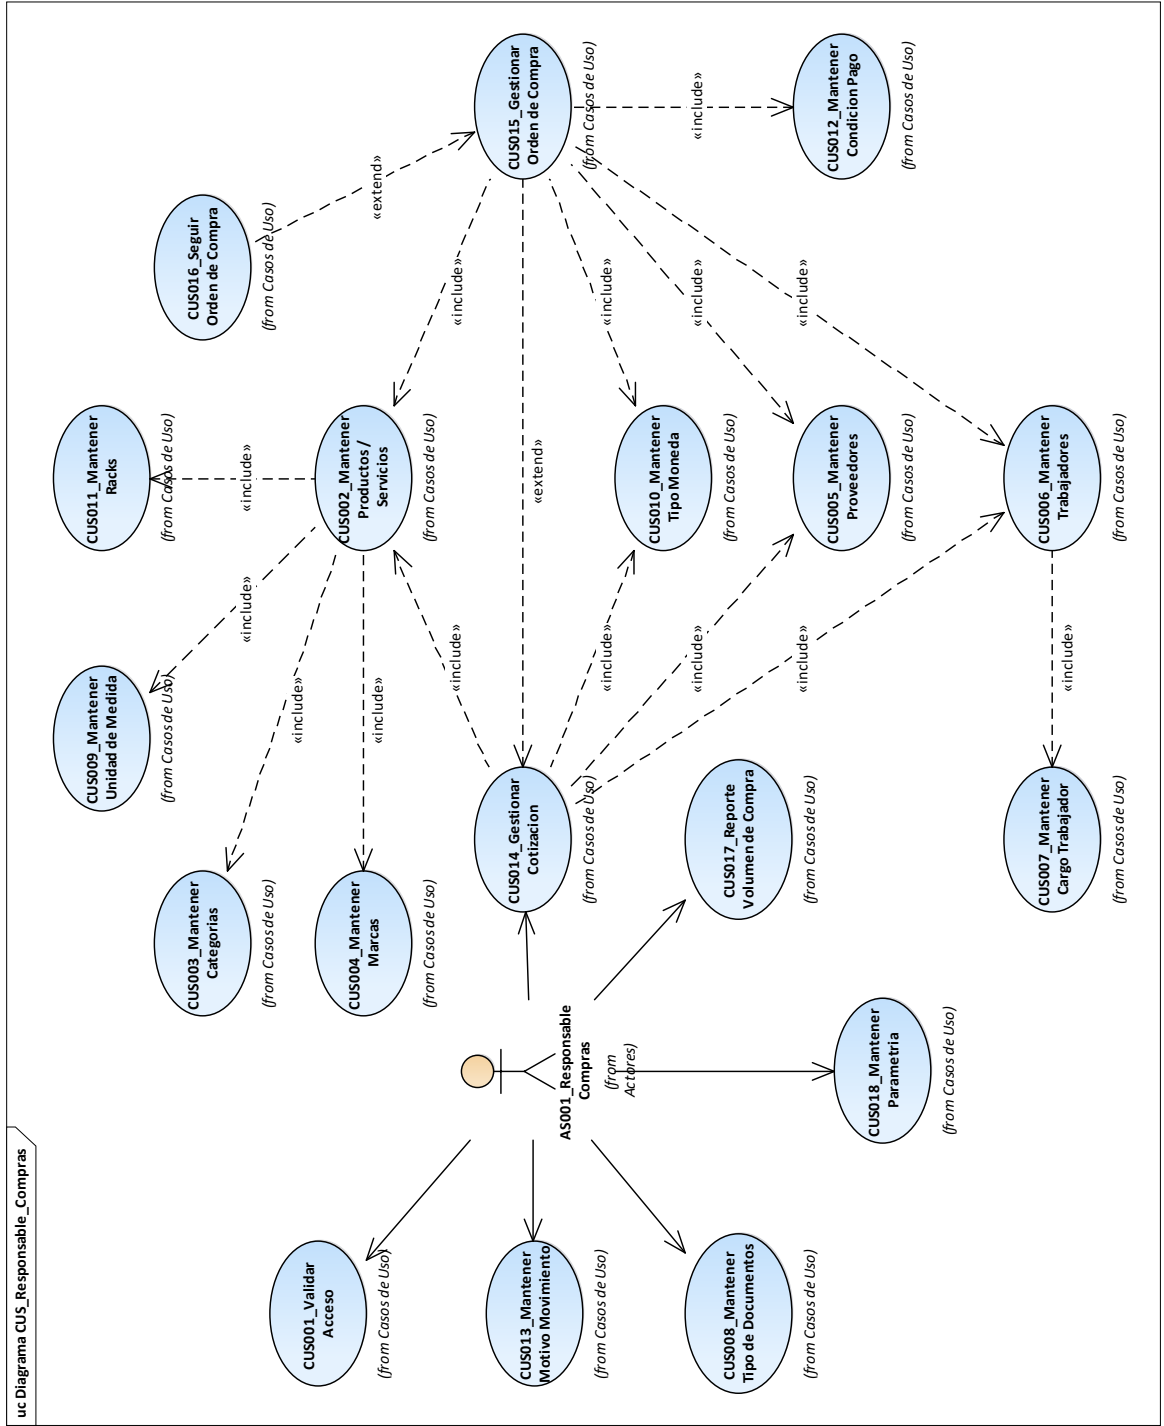 uc Diagrama CUS_Responsable_Compras
CUS011_Mantener
Racks
(from Casos de Uso)
CUS009_Mantener
Unidad de Medida
(from Casos de Uso)
CUS016_Seguir
Orden de Compra
(from Casos de Uso)
CUS003_Mantener
Categorias
(from Casos de Uso)
«include»
«include»
«include»
«include»
CUS001_Validar
Acceso
(from Casos de Uso)
CUS004_Mantener
Marcas
(from Casos de Uso)
CUS002_Mantener
Productos /
Servicios
(from Casos de Uso)
«extend»
«include»
«include»
CUS013_Mantener
Motivo Movimiento
(from Casos de Uso)
AS001_Responsable
Compras
(from
Actores)
CUS014_Gestionar
Cotizacion
(from Casos de Uso)
«extend»
CUS015_Gestionar
Orden de Compra
(from Casos de Uso)
«include»
«include»
CUS010_Mantener
Tipo Moneda
(from Casos de Uso)
«include»
«include»
«include»
CUS008_Mantener
Tipo de Documentos
(from Casos de Uso)
CUS017_Reporte
Volumen de Compra
(from Casos de Uso)
«include»
«include»
CUS005_Mantener
Proveedores
(from Casos de Uso)
CUS012_Mantener
Condicion Pago
(from Casos de Uso)
CUS018_Mantener
Parametria
(from Casos de Uso)
CUS006_Mantener
Trabajadores
(from Casos de Uso)
«include»
CUS007_Mantener
Cargo Trabajador
(from Casos de Uso)